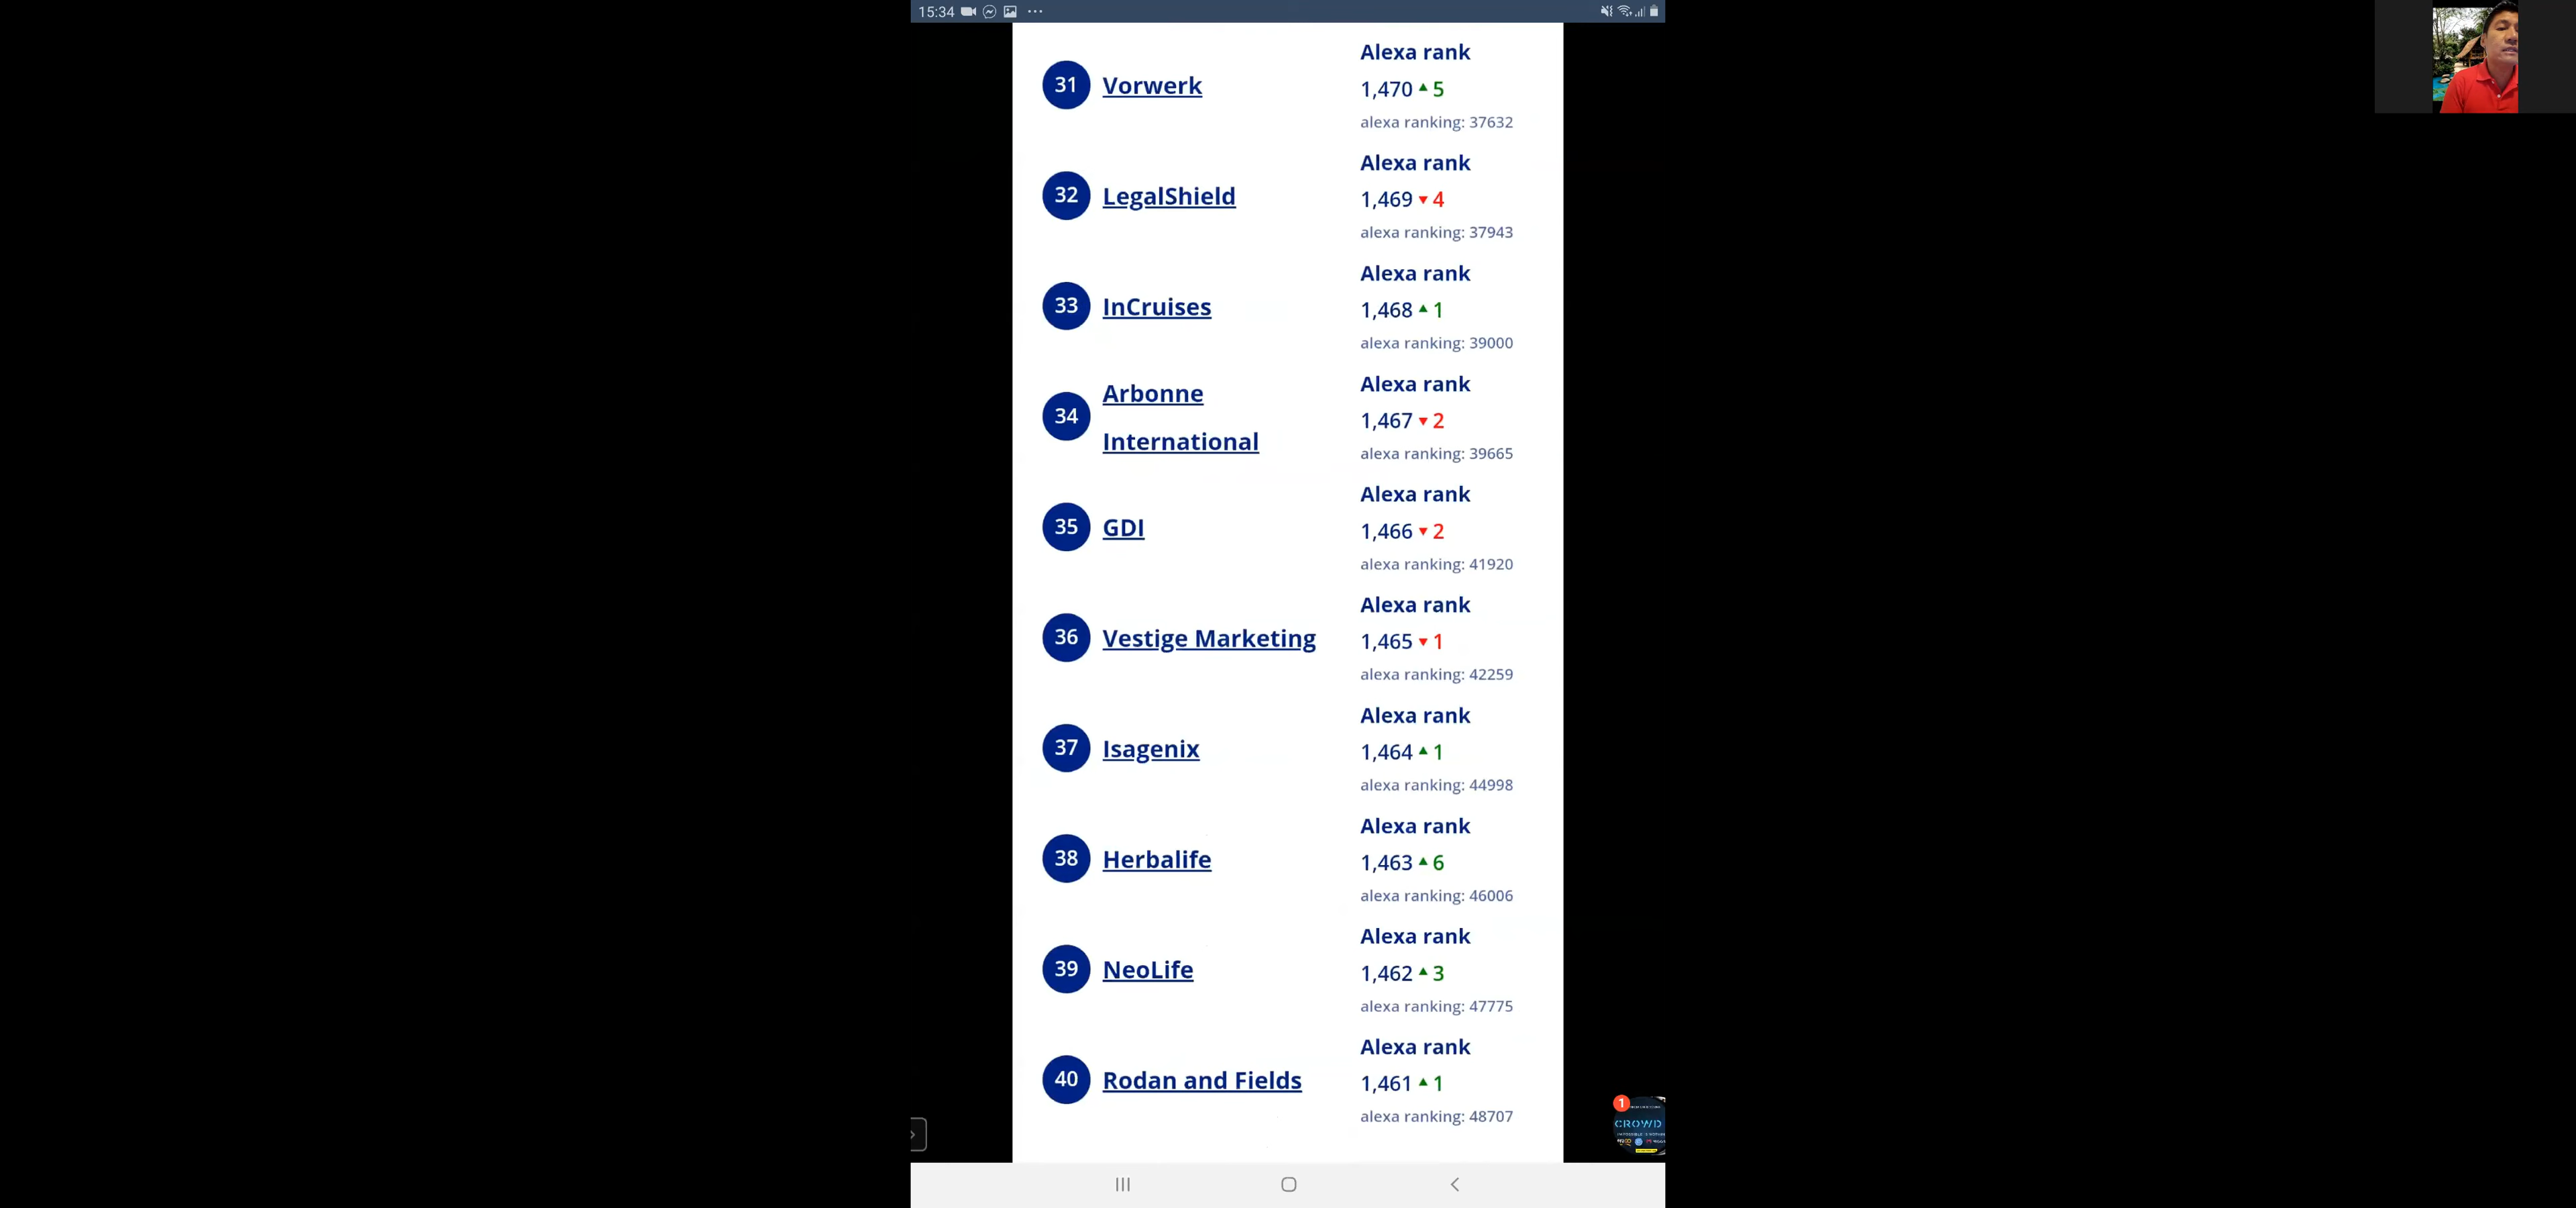 15:34
Alexa rank
31 Vorwerk
1,470 ▲ 5
alexa ranking: 37632
Alexa rank
32 LegalShield
1,469 ▼ 4
alexa ranking: 37943
Alexa rank
33 InCruises
1,468 ▲ 1
alexa ranking: 39000
Alexa rank
34 Arbonne International
1,467 ▼ 2
alexa ranking: 39665
Alexa rank
35 GDI
1,466 ▼ 2
alexa ranking: 41920
Alexa rank
36 Vestige Marketing
1,465 ▼ 1
alexa ranking: 42259
Alexa rank
37 Isagenix
1,464 ▲ 1
alexa ranking: 44998
Alexa rank
38 Herbalife
1,463 ▲ 6
alexa ranking: 46006
Alexa rank
39 NeoLife
1,462 ▲ 3
alexa ranking: 47775
Alexa rank
40 Rodan and Fields
1,461 ▲ 1
alexa ranking: 48707
1
CROWD